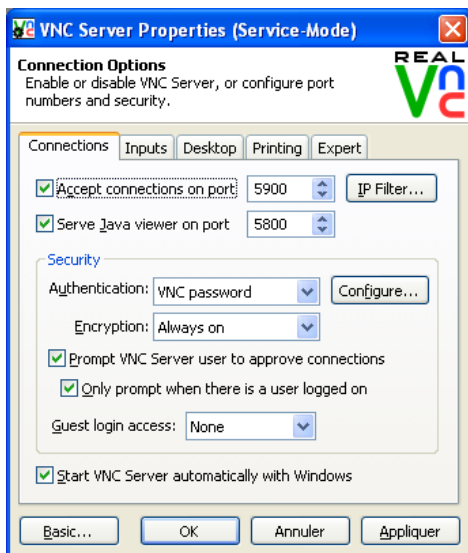 VNC Server Properties (Service-Mode)
Connection Options
Enable or disable VNC Server, or configure port
numbers and security.
REAL
VNC
Connections Inputs Desktop Printing Expert
Accept connections on port 5900 IP Filter...
Serve Java viewer on port 5800
Security
Authentication: VNC password Configure...
Encryption: Always on
Prompt VNC Server user to approve connections
Only prompt when there is a user logged on
Guest login access: None
Start VNC Server automatically with Windows
Basic... OK Annuler Appliquer